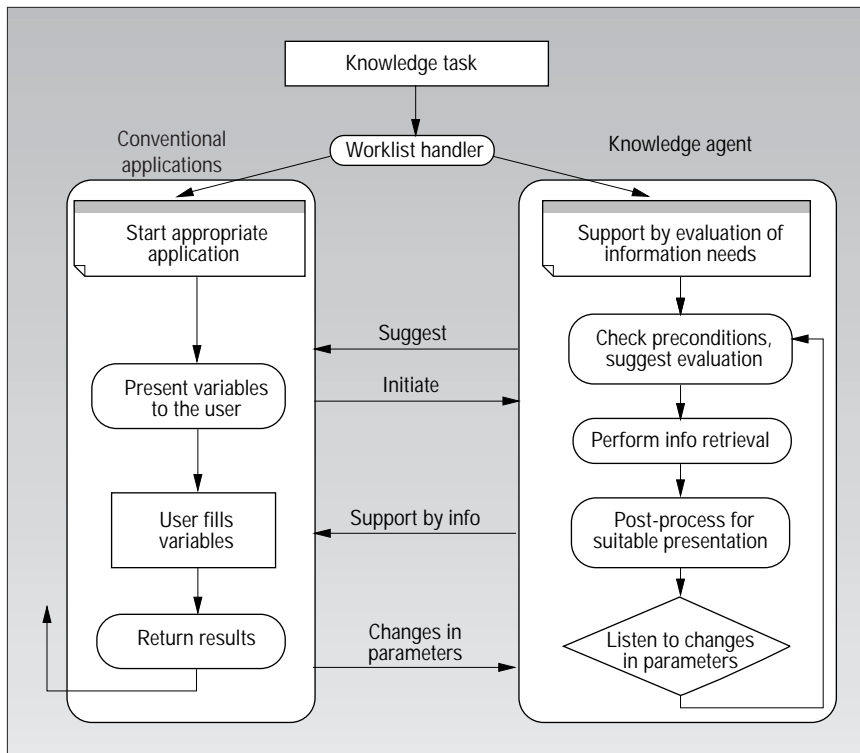 Knowledge task
Conventional
applications
Worklist handler
Knowledge agent
Start appropriate
application
Support by evaluation of
information needs
Suggest
Check preconditions,
suggest evaluation
Present variables
to the user
Initiate
Perform info retrieval
User fills
variables
Support by info
Post-process for
suitable presentation
Return results
Changes in
parameters
Listen to changes
in parameters